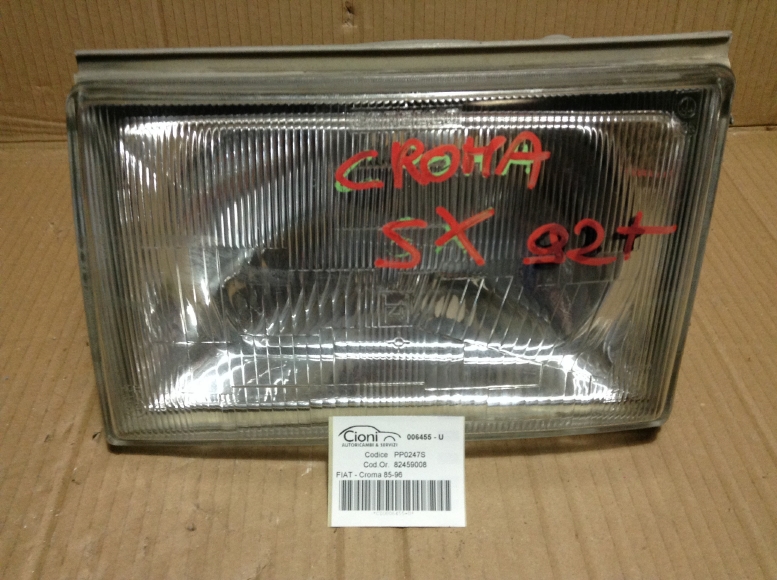 CROMA
SX 92+
Cioni
AUTORICAMBI & SERVIZI
006455 - U
Codice PP0247S
Cod.Or. 82459008
FIAT - Croma 85-96